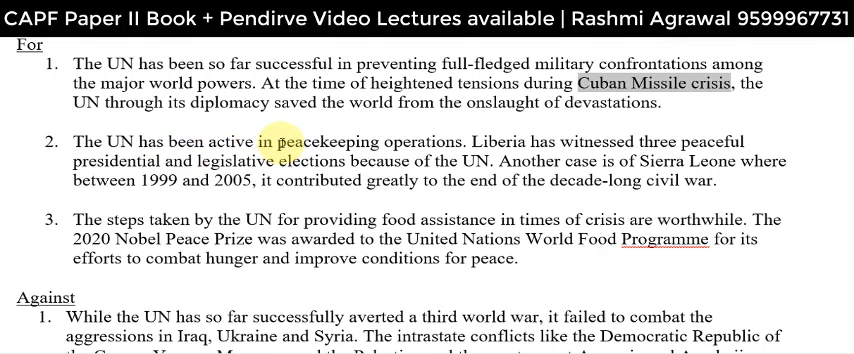 CAPF Paper II Book + Pendirve Video Lectures available | Rashmi Agrawal 9599967731
For
1. The UN has been so far successful in preventing full-fledged military confrontations among
the major world powers. At the time of heightened tensions during Cuban Missile crisis, the
UN through its diplomacy saved the world from the onslaught of devastations.
2. The UN has been active in peacekeeping operations. Liberia has witnessed three peaceful
presidential and legislative elections because of the UN. Another case is of Sierra Leone where
between 1999 and 2005, it contributed greatly to the end of the decade-long civil war.
3. The steps taken by the UN for providing food assistance in times of crisis are worthwhile. The
2020 Nobel Peace Prize was awarded to the United Nations World Food Programme for its
efforts to combat hunger and improve conditions for peace.
Against
1. While the UN has so far successfully averted a third world war, it failed to combat the
aggressions in Iraq, Ukraine and Syria. The intrastate conflicts like the Democratic Republic of